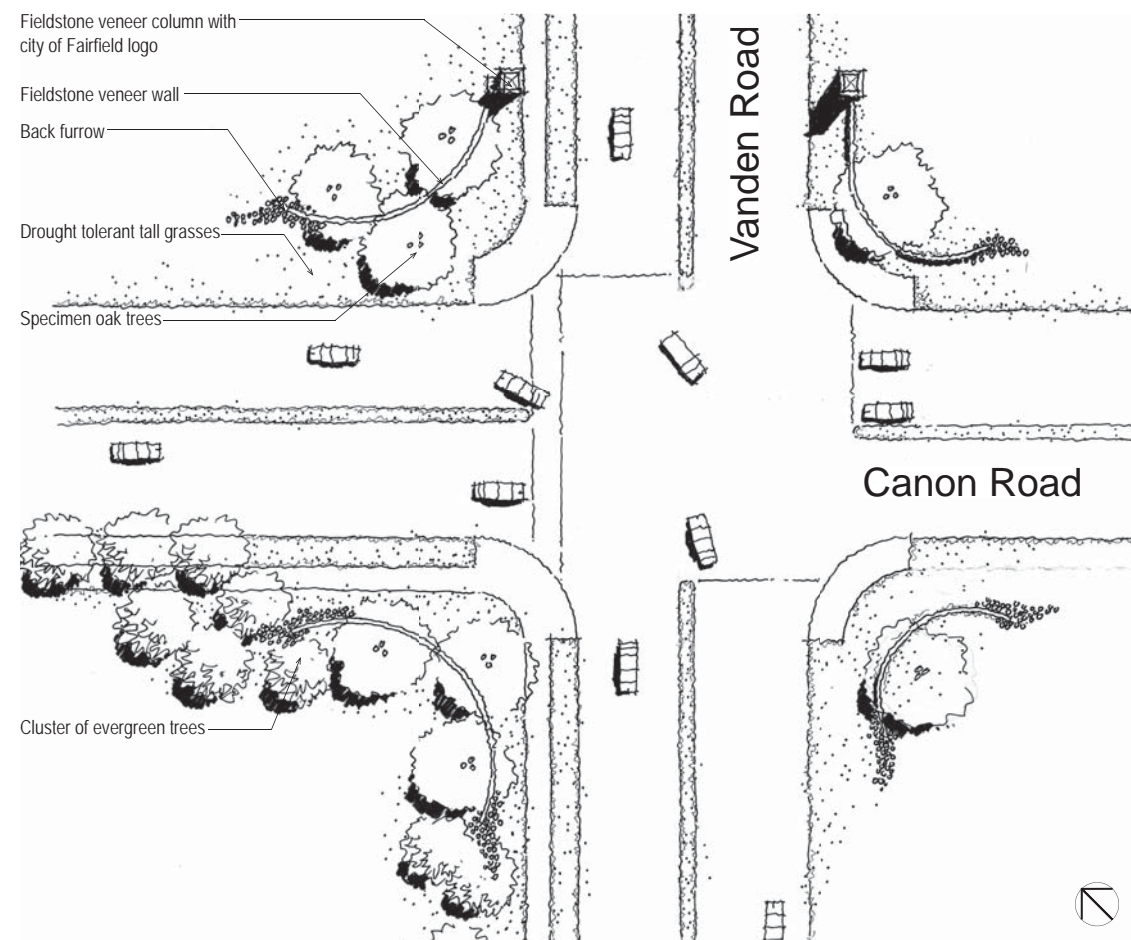 Fieldstone veneer column with
city of Fairfield logo
Fieldstone veneer wall
Back furrow
Drought tolerant tall grasses
Specimen oak trees
Cluster of evergreen trees
Vanden Road
Canon Road